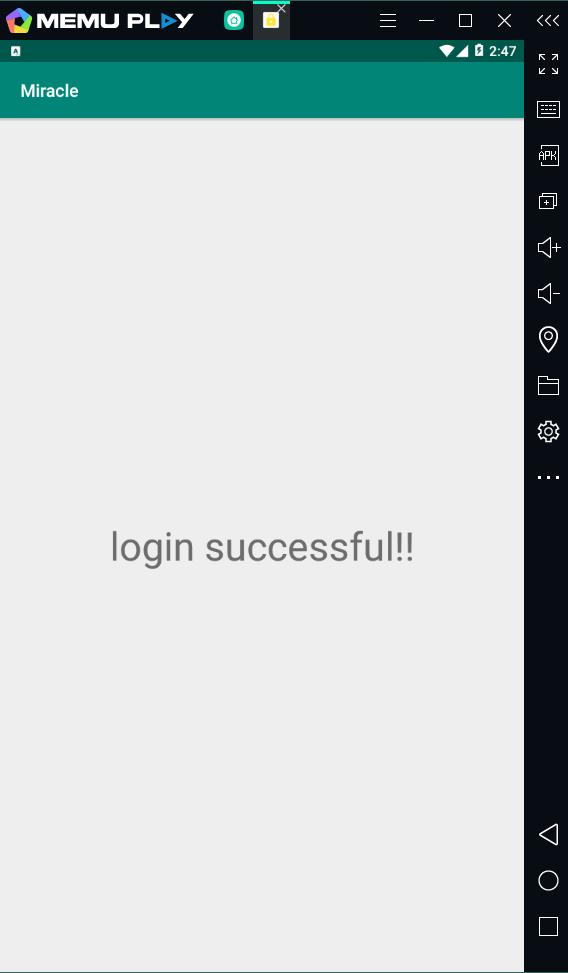 MEMU PLAY
2:47
Miracle
APK
login successful!!